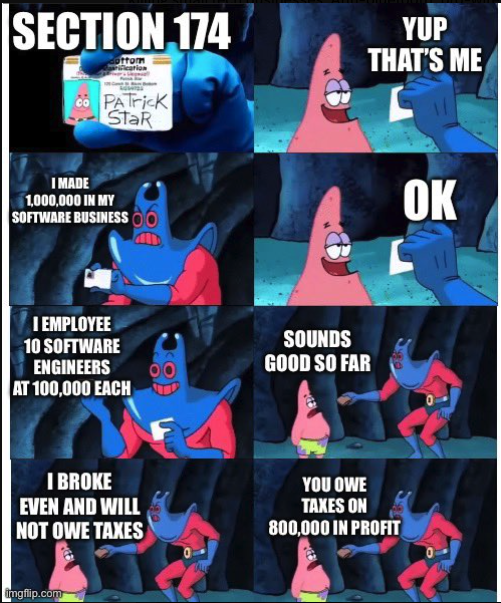 SECTION 174
YUP
THAT'S ME
PATricK
STaR
I MADE
1,000,000 IN MY
SOFTWARE BUSINESS
OK
I EMPLOYEE
10 SOFTWARE
ENGINEERS
AT 100,000 EACH
SOUNDS
GOOD SO FAR
I BROKE
EVEN AND WILL
NOT OWE TAXES
YOU OWE
TAXES ON
800,000 IN PROFIT
imgflip.com